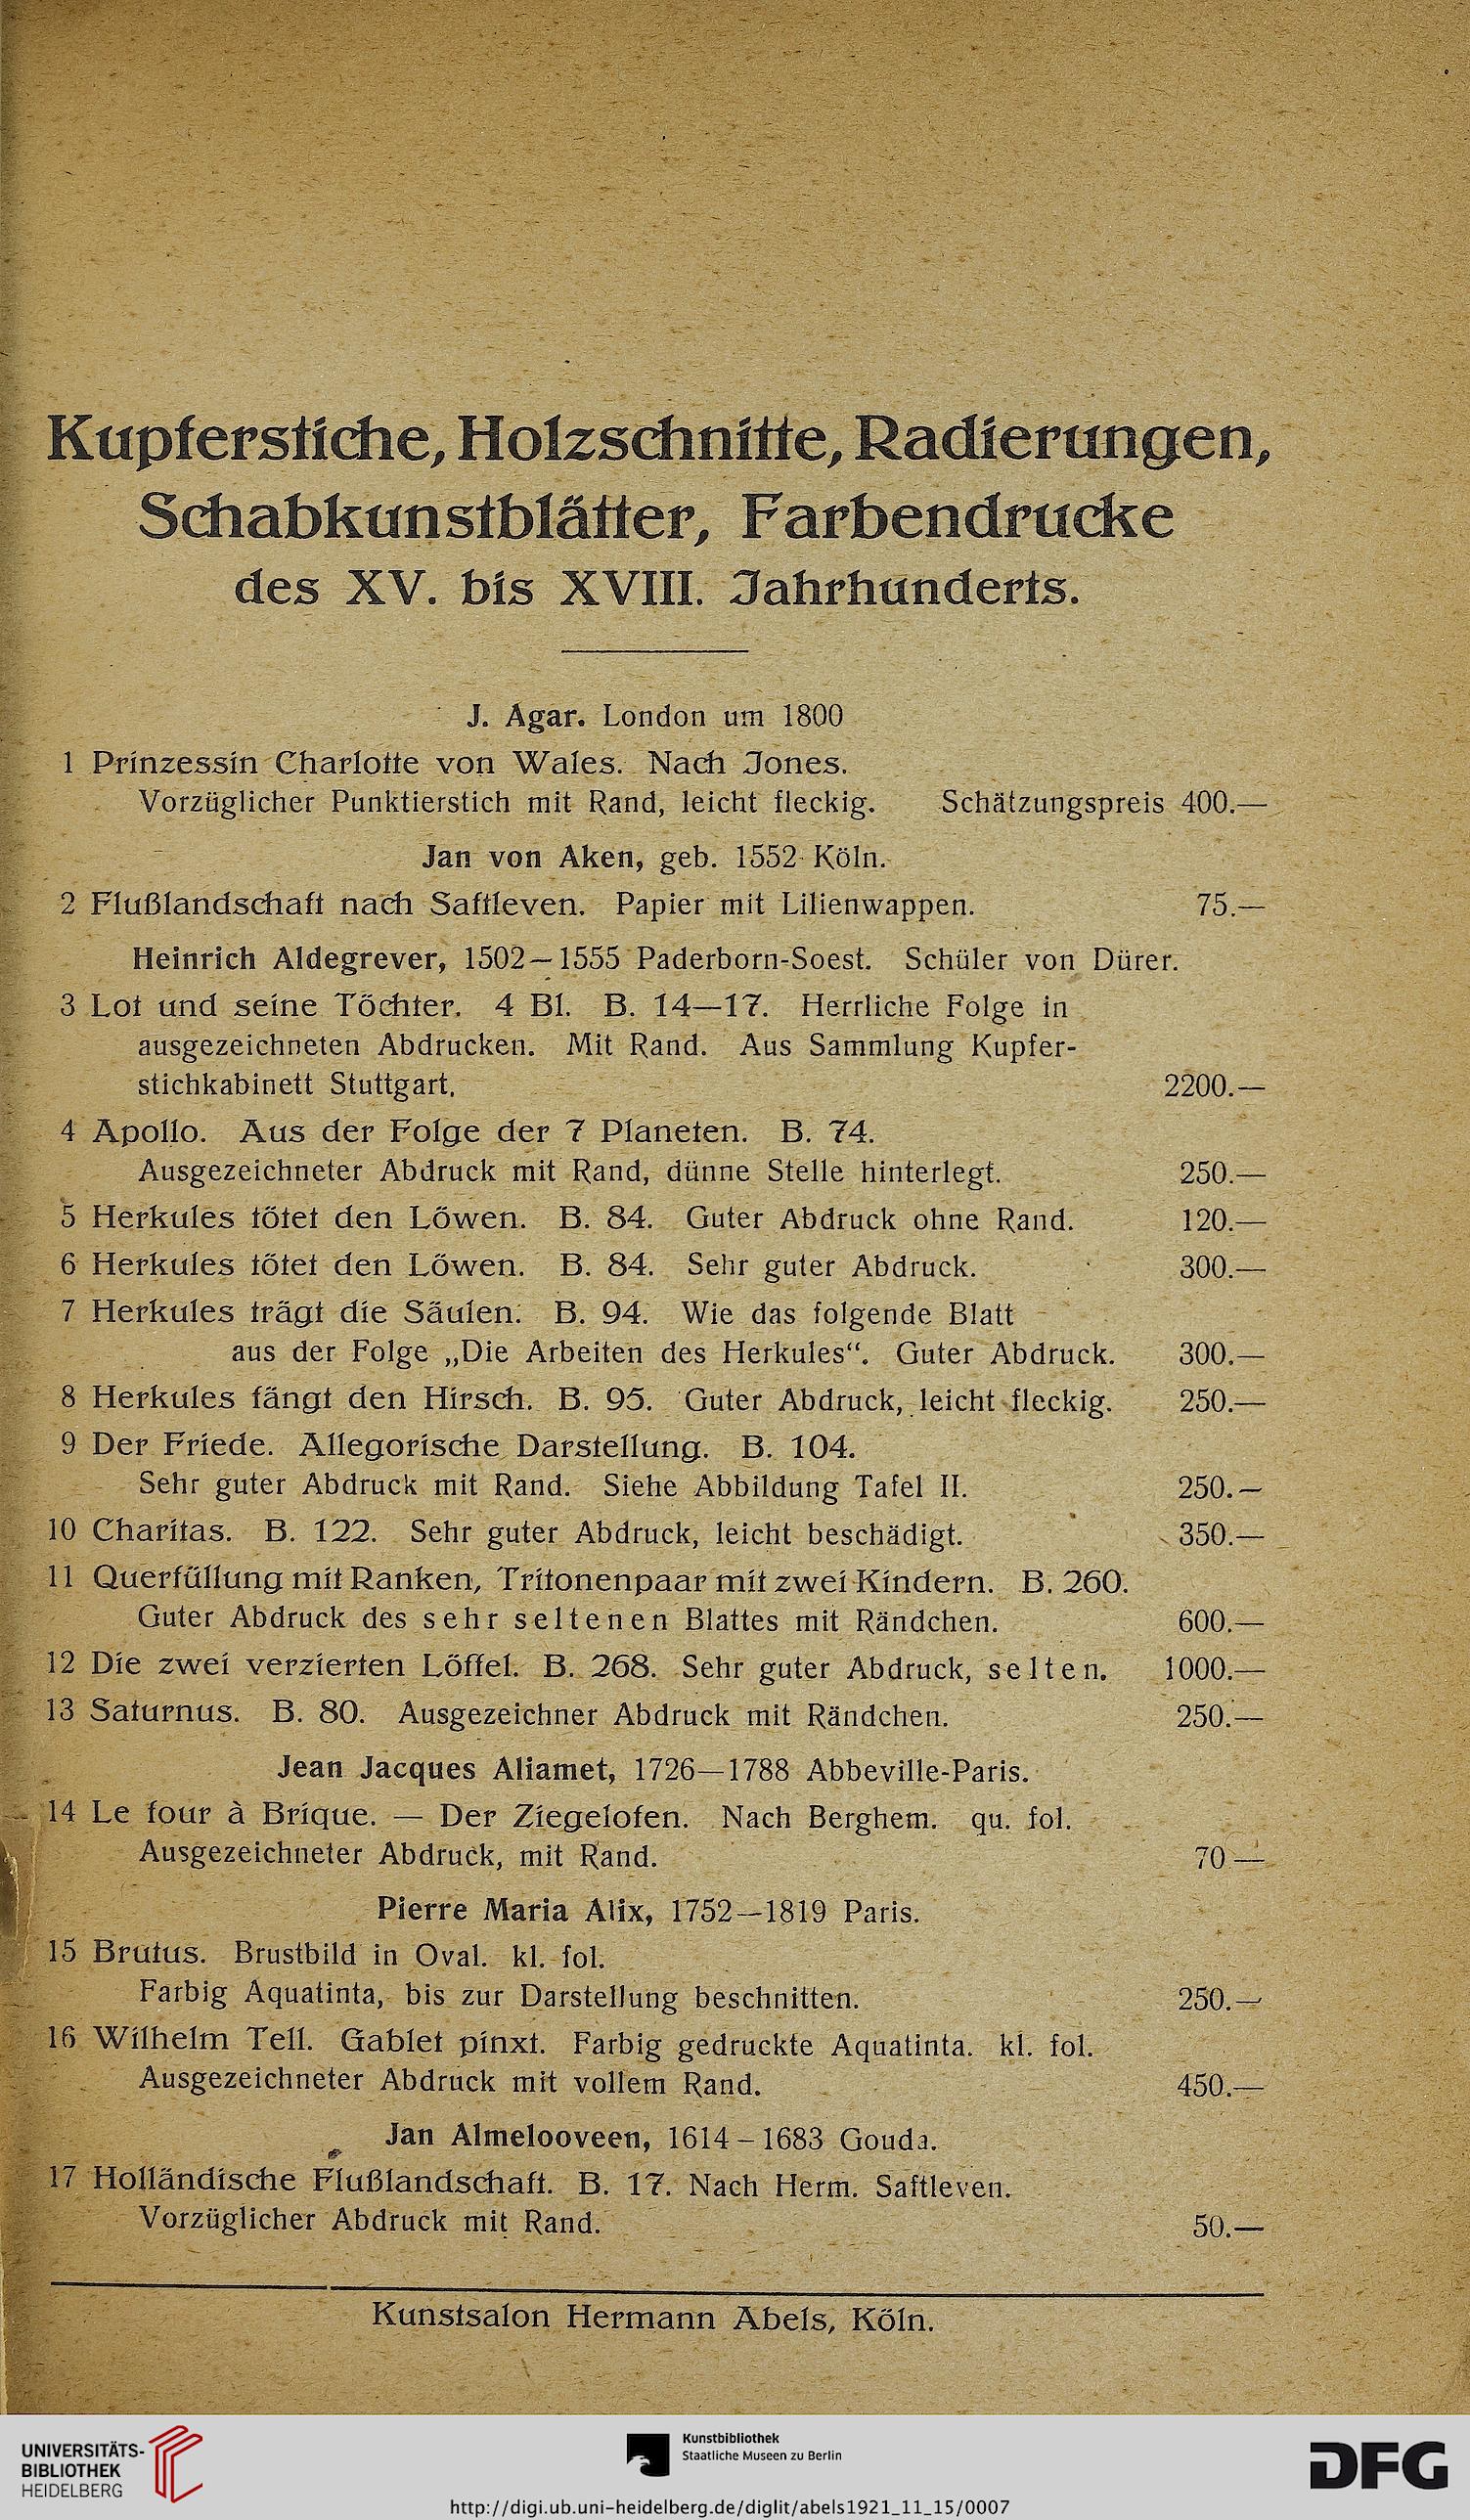 Kupferstiche, Holzschnitte, Radierungen,
Schabkunstblätter, Farbendrucke
des XV. bis XVIII. Jahrhunderts.
J. Agar. London um 1800
1 Prinzessin Charlotte von Wales. Nach Jones.
Vorzüglicher Punktierstich mit Rand, leicht fleckig. Schätzungspreis 400.—
Jan von Aken, geb. 1552 Köln.
2 Flußlandschaft nach Saftleven. Papier mit Lilienwappen. 75.—
Heinrich Aldegrever, 1502—1555 Paderborn-Soest. Schüler von Dürer.
3 Lot und seine Töchter. 4 Bl. B. 14—17. Herrliche Folge in
ausgezeichneten Abdrucken. Mit Rand. Aus Sammlung Kupfer-
stichkabinett Stuttgart. 2200.—
4 Apollo. Aus der Folge der 7 Planeten. B. 74.
Ausgezeichneter Abdruck mit Rand, dünne Stelle hinterlegt. 250.—
5 Herkules tötet den Löwen. B. 84. Guter Abdruck ohne Rand. 120.—
6 Herkules tötet den Löwen. B. 84. Sehr guter Abdruck. 300.—
7 Herkules trägt die Säulen. B. 94. Wie das folgende Blatt
aus der Folge „Die Arbeiten des Herkules“. Guter Abdruck. 300.—
8 Herkules fängt den Hirsch. B. 95. Guter Abdruck, leicht fleckig. 250.—
9 Der Friede. Allegorische Darstellung. B. 104.
Sehr guter Abdruck mit Rand. Siehe Abbildung Tafel II. 250.—
10 Charitas. B. 122. Sehr guter Abdruck, leicht beschädigt. 350.—
11 Querfüllung mit Ranken, Tritonenpaar mit zwei Kindern. B. 260.
Guter Abdruck des sehr seltenen Blattes mit Rändchen. 600.—
12 Die zwei verzierten Löffel. B. 268. Sehr guter Abdruck, selten. 1000.—
13 Saturnus. B. 80. Ausgezeichner Abdruck mit Rändchen. 250.—
Jean Jacques Aliamet, 1726—1788 Abbeville-Paris.
14 Le four à Brique. — Der Ziegelofen. Nach Berghem. qu. fol.
Ausgezeichneter Abdruck, mit Rand. 70—
Pierre Maria Alix, 1752—1819 Paris.
15 Brutus. Brustbild in Oval. kl. fol.
Farbig Aquatinta, bis zur Darstellung beschnitten. 250.—
16 Wilhelm Tell. Gablet pinxt. Farbig gedruckte Aquatinta. kl. fol.
Ausgezeichneter Abdruck mit vollem Rand. 450.—
Jan Almelooveen, 1614—1683 Gouda.
17 Holländische Flußlandschaft. B. 17. Nach Herm. Saftleven.
Vorzüglicher Abdruck mit Rand. 50.—
Kunstsalon Hermann Abels, Köln.
UNIVERSITÄTS-
BIBLIOTHEK
HEIDELBERG
Kunstbibliothek
Staatliche Museen zu Berlin
DFG
http://digi.ub.uni-heidelberg.de/diglit/abels1921_11_15/0007